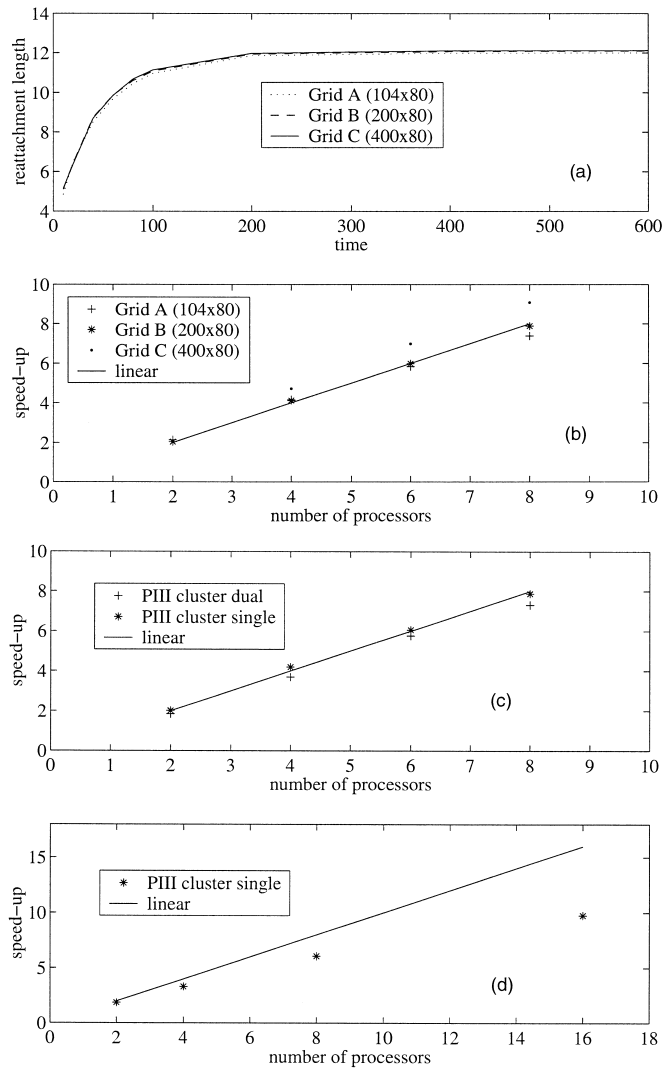 14
12
10
8
6
4
reattachment length
Grid A (104x80)
Grid B (200x80)
Grid C (400x80)
(a)
0 100 200 300 400 500 600
time
10
8
6
4
2
0
speed-up
Grid A (104x80)
Grid B (200x80)
Grid C (400x80)
linear
(b)
0 1 2 3 4 5 6 7 8 9 10
number of processors
10
8
6
4
2
0
speed-up
PIII cluster dual
PIII cluster single
linear
(c)
0 1 2 3 4 5 6 7 8 9 10
number of processors
15
10
5
0
speed-up
PIII cluster single
linear
(d)
0 2 4 6 8 10 12 14 16 18
number of processors